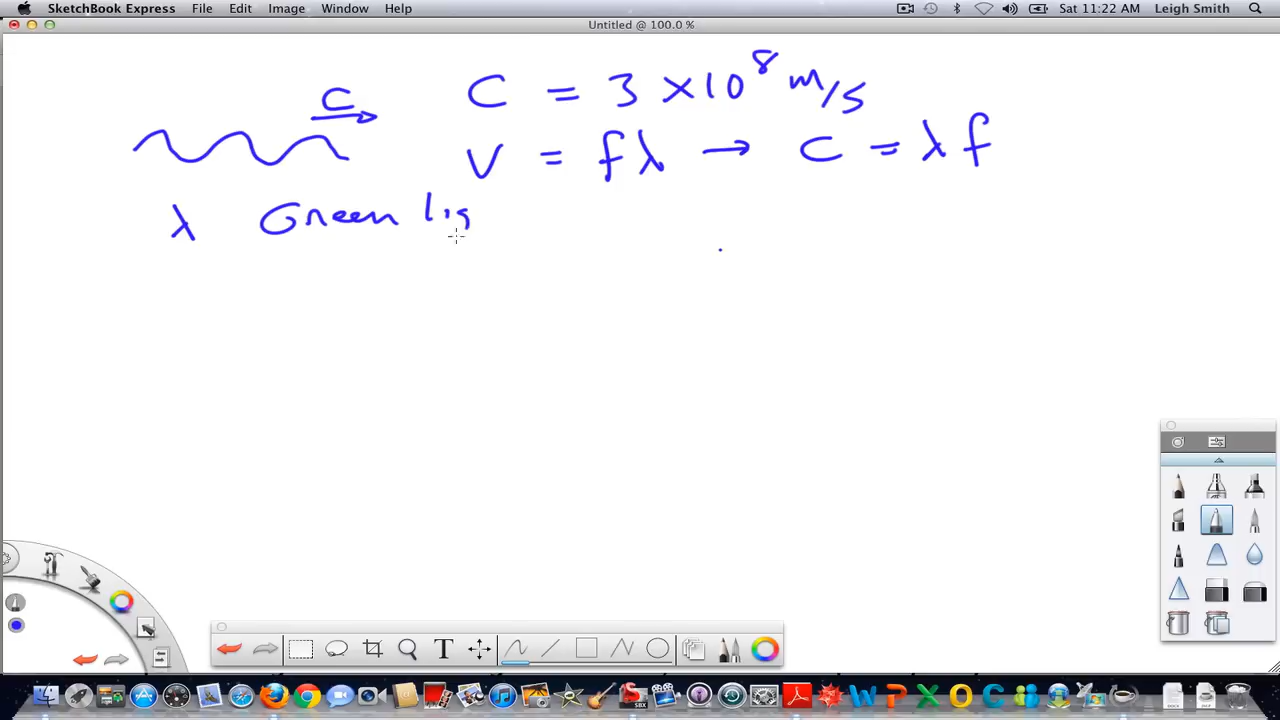 SketchBook Express File Edit Image Window Help Sat 11:22 AM Leigh Smith
Untitled @ 100.0 %
C = 3 ×10⁸ m/s
C
V = fλ → C = λ f
λ Green lig
T